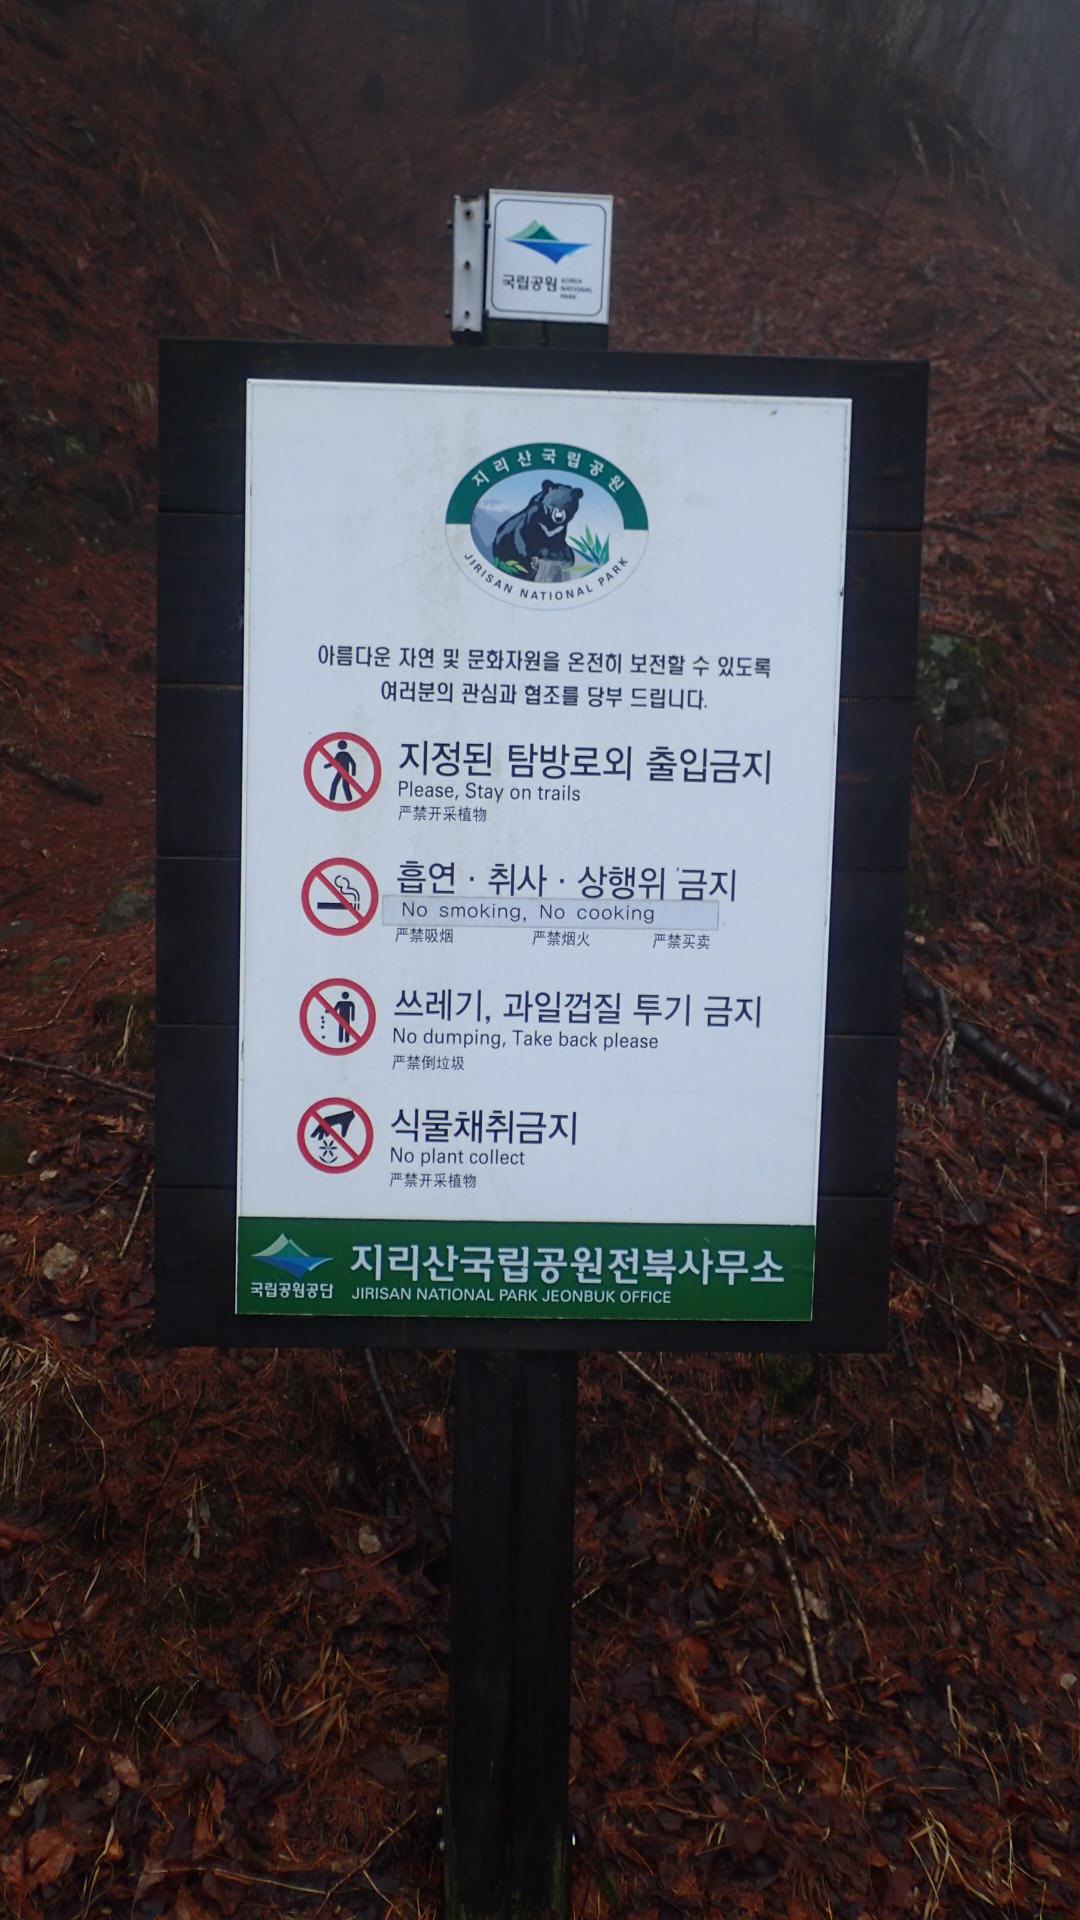 국립공원 KOREA
NATIONAL
PARK
지리산국립공원
JIRISAN NATIONAL PARK
아름다운 자연 및 문화자원을 온전히 보전할 수 있도록
여러분의 관심과 협조를 당부 드립니다.
지정된 탐방로외 출입금지
Please, Stay on trails
严禁开采植物
흡연 · 취사 · 상행위 금지
No smoking, No cooking
严禁吸烟 严禁烟火 严禁买卖
쓰레기, 과일껍질 투기 금지
No dumping, Take back please
严禁倒垃圾
식물채취금지
No plant collect
严禁开采植物
국립공원공단
지리산국립공원전북사무소
JIRISAN NATIONAL PARK JEONBUK OFFICE